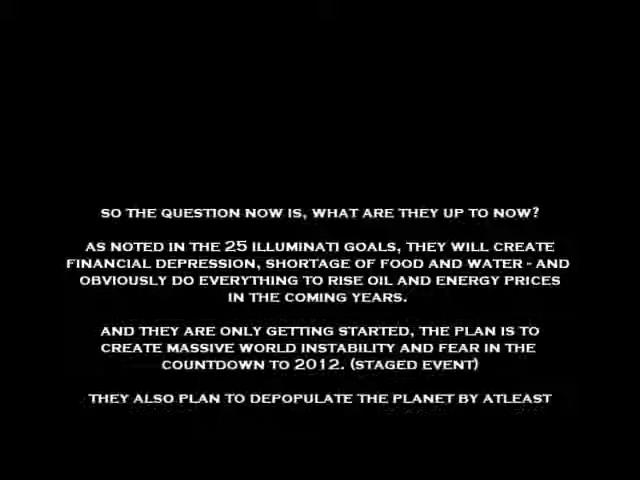 SO THE QUESTION NOW IS, WHAT ARE THEY UP TO NOW?
AS NOTED IN THE 25 ILLUMINATI GOALS, THEY WILL CREATE
FINANCIAL DEPRESSION, SHORTAGE OF FOOD AND WATER - AND
OBVIOUSLY DO EVERYTHING TO RISE OIL AND ENERGY PRICES
IN THE COMING YEARS.
AND THEY ARE ONLY GETTING STARTED, THE PLAN IS TO
CREATE MASSIVE WORLD INSTABILITY AND FEAR IN THE
COUNTDOWN TO 2012. (STAGED EVENT)
THEY ALSO PLAN TO DEPOPULATE THE PLANET BY ATLEAST